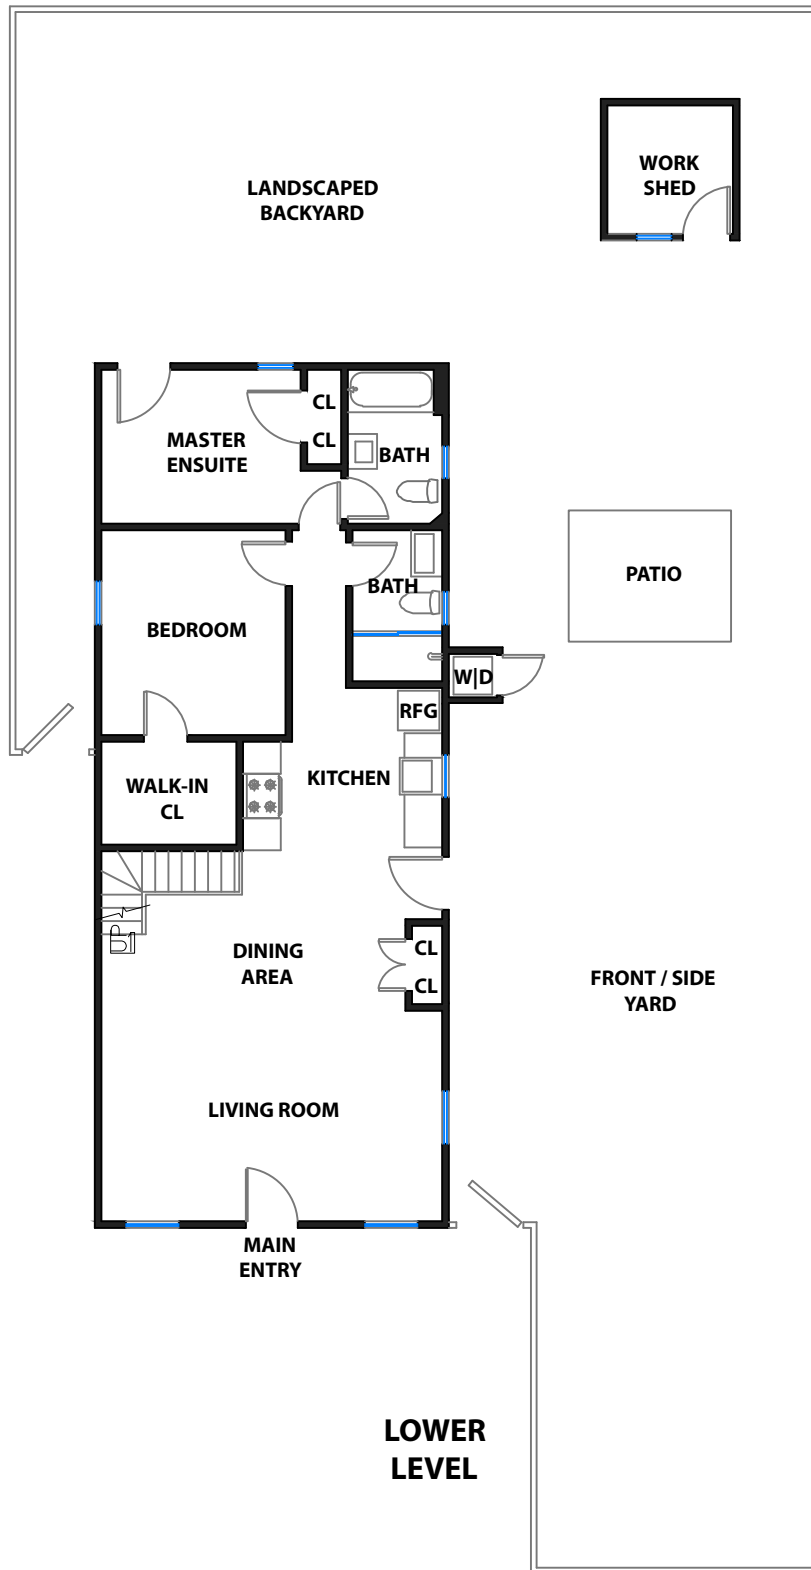 WORK
SHED
LANDSCAPED
BACKYARD
CL
CL
MASTER
ENSUITE
BATH
PATIO
BATH
BEDROOM
W|D
RFG
KITCHEN
WALK-IN
CL
UP
DINING
AREA
CL
CL
FRONT / SIDE
YARD
LIVING ROOM
MAIN
ENTRY
LOWER
LEVEL